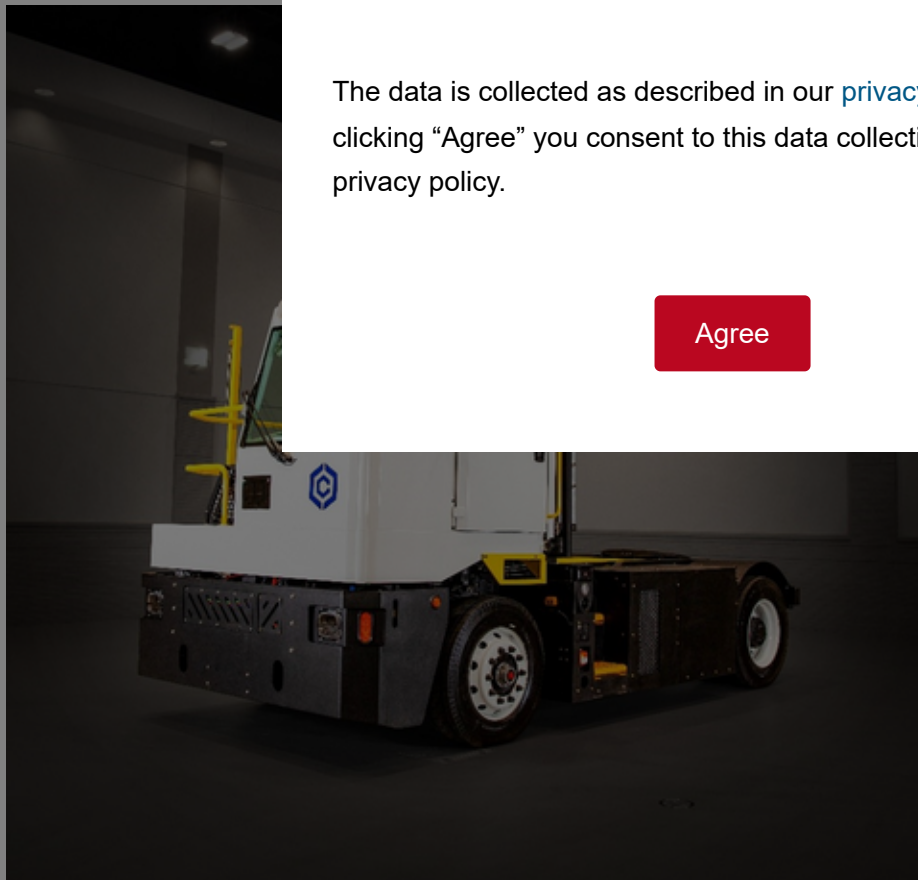 The data is collected as described in our privacy
clicking “Agree” you consent to this data collecti
privacy policy.
Agree
C